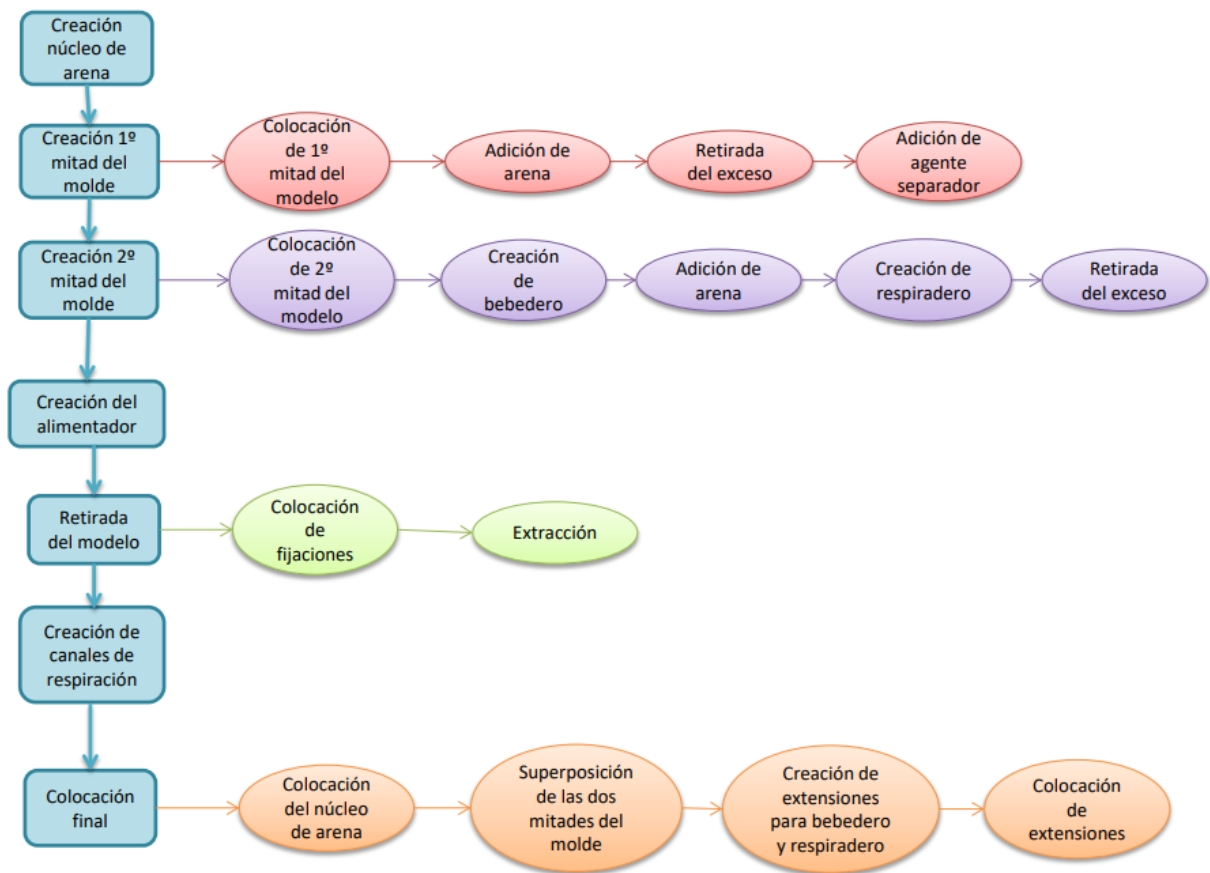 Creación
núcleo de
arena
Creación 1º
mitad del
molde
Colocación
de 1º
mitad del
modelo
Adición de
arena
Retirada
del exceso
Adición de
agente
separador
Creación 2º
mitad del
molde
Colocación
de 2º
mitad del
modelo
Creación
de
bebedero
Adición de
arena
Creación de
respiradero
Retirada
del exceso
Creación del
alimentador
Retirada
del modelo
Colocación
de
fijaciones
Extracción
Creación de
canales de
respiración
Colocación
final
Colocación
del núcleo
de arena
Superposición
de las dos
mitades del
molde
Creación de
extensiones
para bebedero
y respiradero
Colocación
de
extensiones